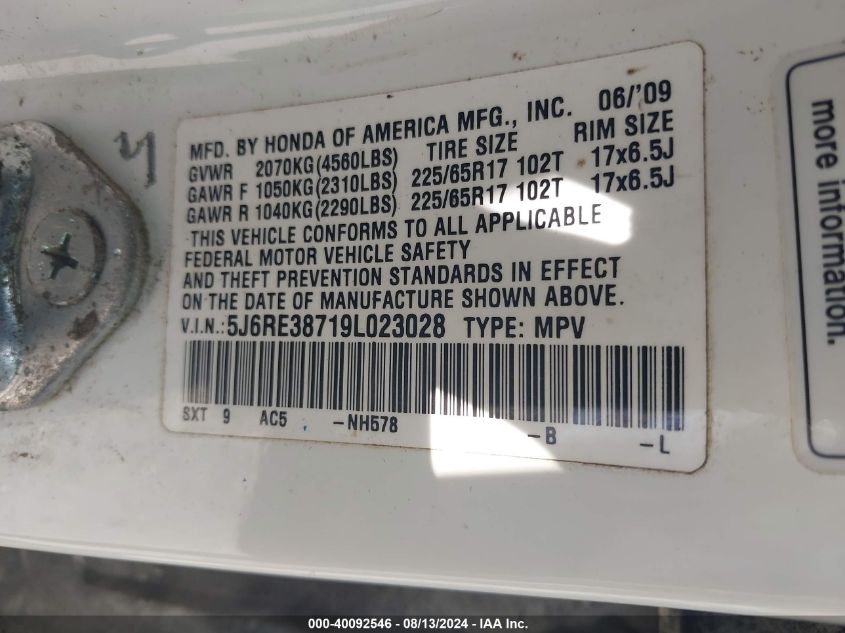 MFD. BY HONDA OF AMERICA MFG., INC. 06/'09
GVWR 2070KG(4560LBS) TIRE SIZE RIM SIZE
GAWR F 1050KG(2310LBS) 225/65R17 102T 17x6.5J
GAWR R 1040KG(2290LBS) 225/65R17 102T 17x6.5J
THIS VEHICLE CONFORMS TO ALL APPLICABLE
FEDERAL MOTOR VEHICLE SAFETY
AND THEFT PREVENTION STANDARDS IN EFFECT
ON THE DATE OF MANUFACTURE SHOWN ABOVE.
V.I.N.: 5J6RE38719L023028 TYPE: MPV
SXT 9 AC5 -NH578 -B -L
more information.
000-40092546 - 08/13/2024 - IAA Inc.